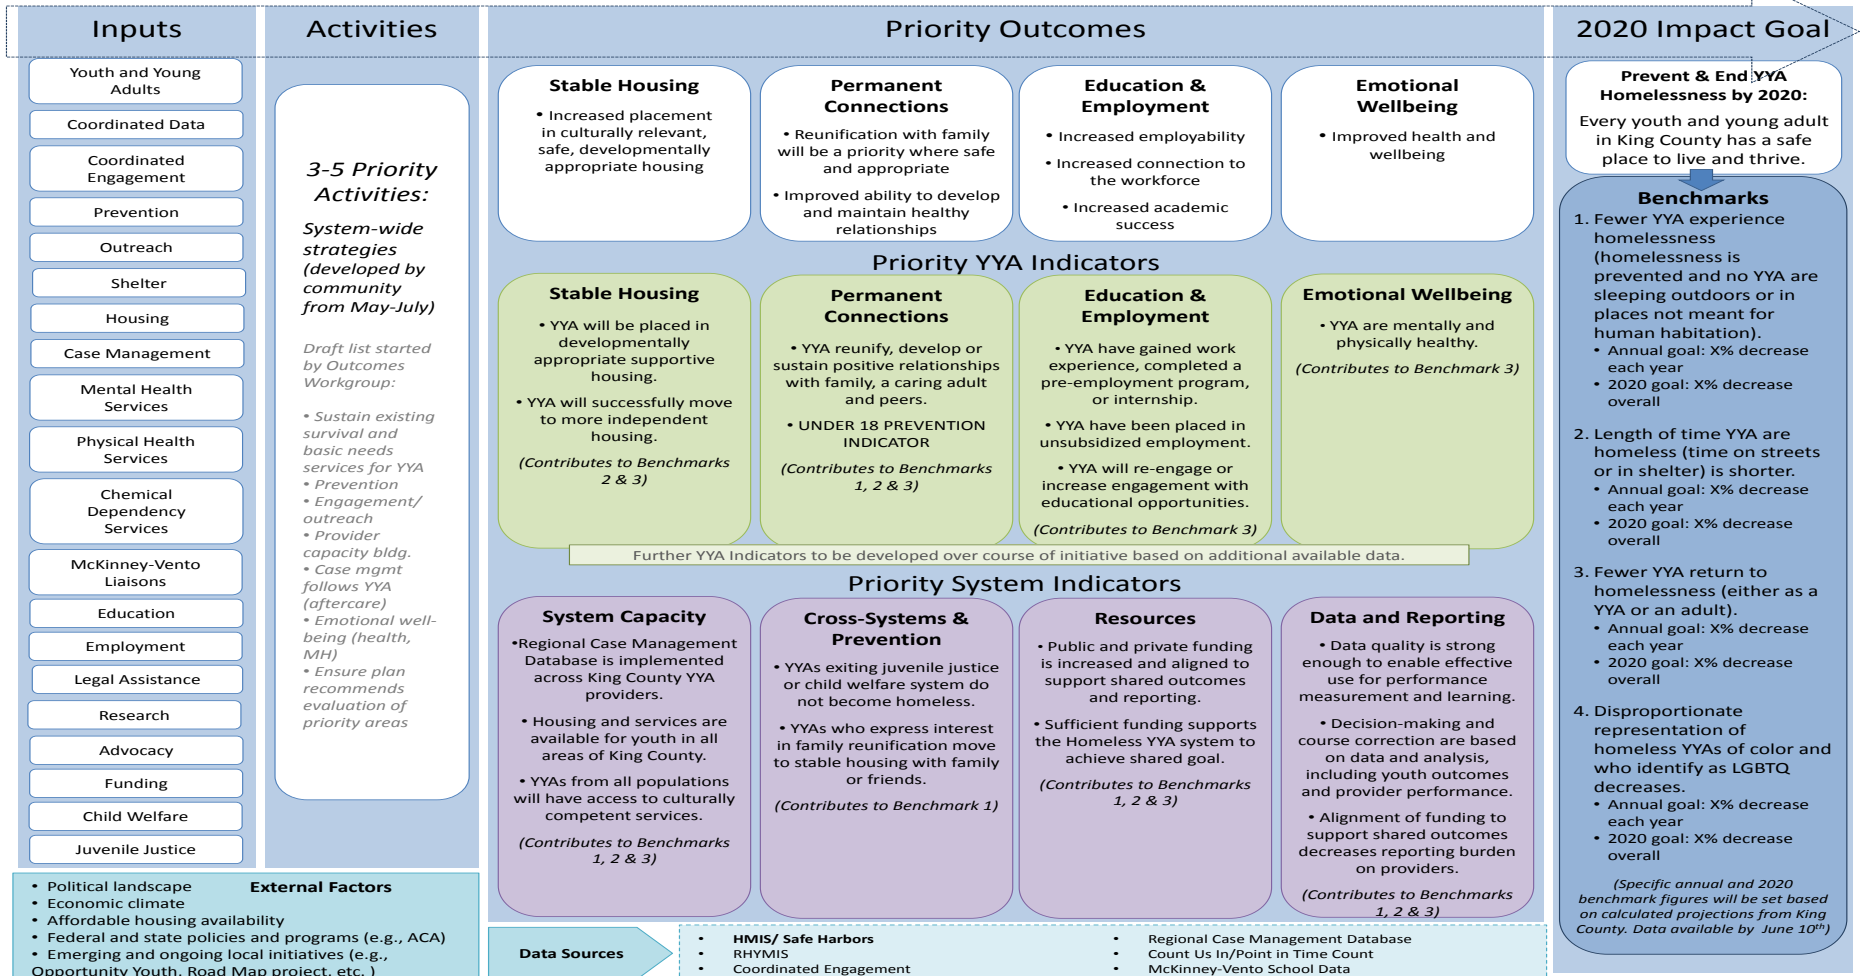 Inputs
Youth and Young
Adults
Coordinated Data
Coordinated
Engagement
Prevention
Outreach
Shelter
Housing
Case Management
Mental Health
Services
Physical Health
Services
Chemical
Dependency
Services
McKinney-Vento
Liaisons
Education
Employment
Legal Assistance
Research
Advocacy
Funding
Child Welfare
Juvenile Justice
Activities
3-5 Priority
Activities:
System-wide
strategies
(developed by
community
from May-July)
Draft list started
by Outcomes
Workgroup:
• Sustain existing
survival and
basic needs
services for YYA
• Prevention
• Engagement/
outreach
• Provider
capacity bldg.
• Case mgmt
follows YYA
(aftercare)
• Emotional well-
being (health,
MH)
• Ensure plan
recommends
evaluation of
priority areas
Priority Outcomes
Stable Housing
• Increased placement
in culturally relevant,
safe, developmentally
appropriate housing
Permanent
Connections
• Reunification with family
will be a priority where safe
and appropriate
• Improved ability to develop
and maintain healthy
relationships
Education &
Employment
• Increased employability
• Increased connection to
the workforce
• Increased academic
success
Emotional
Wellbeing
• Improved health and
wellbeing
Priority YYA Indicators
Stable Housing
• YYA will be placed in
developmentally
appropriate supportive
housing.
• YYA will successfully move
to more independent
housing.
(Contributes to Benchmarks
2 & 3)
Permanent
Connections
• YYA reunify, develop or
sustain positive relationships
with family, a caring adult
and peers.
• UNDER 18 PREVENTION
INDICATOR
(Contributes to Benchmarks
1, 2 & 3)
Education &
Employment
• YYA have gained work
experience, completed a
pre-employment program,
or internship.
• YYA have been placed in
unsubsidized employment.
• YYA will re-engage or
increase engagement with
educational opportunities.
(Contributes to Benchmark 3)
Emotional Wellbeing
• YYA are mentally and
physically healthy.
(Contributes to Benchmark 3)
Further YYA Indicators to be developed over course of initiative based on additional available data.
Priority System Indicators
System Capacity
•Regional Case Management
Database is implemented
across King County YYA
providers.
• Housing and services are
available for youth in all
areas of King County.
• YYAs from all populations
will have access to culturally
competent services.
(Contributes to Benchmarks
1, 2 & 3)
Cross-Systems &
Prevention
• YYAs exiting juvenile justice
or child welfare system do
not become homeless.
• YYAs who express interest
in family reunification move
to stable housing with family
or friends.
(Contributes to Benchmark 1)
Resources
• Public and private funding
is increased and aligned to
support shared outcomes
and reporting.
• Sufficient funding supports
the Homeless YYA system to
achieve shared goal.
(Contributes to Benchmarks
1, 2 & 3)
Data and Reporting
• Data quality is strong
enough to enable effective
use for performance
measurement and learning.
• Decision-making and
course correction are based
on data and analysis,
including youth outcomes
and provider performance.
• Alignment of funding to
support shared outcomes
decreases reporting burden
on providers.
(Contributes to Benchmarks
1, 2 & 3)
2020 Impact Goal
Prevent & End YYA
Homelessness by 2020:
Every youth and young adult
in King County has a safe
place to live and thrive.
Benchmarks
1. Fewer YYA experience
homelessness
(homelessness is
prevented and no YYA are
sleeping outdoors or in
places not meant for
human habitation).
• Annual goal: X% decrease
each year
• 2020 goal: X% decrease
overall
2. Length of time YYA are
homeless (time on streets
or in shelter) is shorter.
• Annual goal: X% decrease
each year
• 2020 goal: X% decrease
overall
3. Fewer YYA return to
homelessness (either as a
YYA or an adult).
• Annual goal: X% decrease
each year
• 2020 goal: X% decrease
overall
4. Disproportionate
representation of
homeless YYAs of color and
who identify as LGBTQ
decreases.
• Annual goal: X% decrease
each year
• 2020 goal: X% decrease
overall
(Specific annual and 2020
benchmark figures will be set based
on calculated projections from King
County. Data available by June 10th)
External Factors
• Political landscape
• Economic climate
• Affordable housing availability
• Federal and state policies and programs (e.g., ACA)
• Emerging and ongoing local initiatives (e.g.,
Opportunity Youth, Road Map project, etc. )
Data Sources
• HMIS/ Safe Harbors
• RHYMIS
• Coordinated Engagement
• Regional Case Management Database
• Count Us In/Point in Time Count
• McKinney-Vento School Data